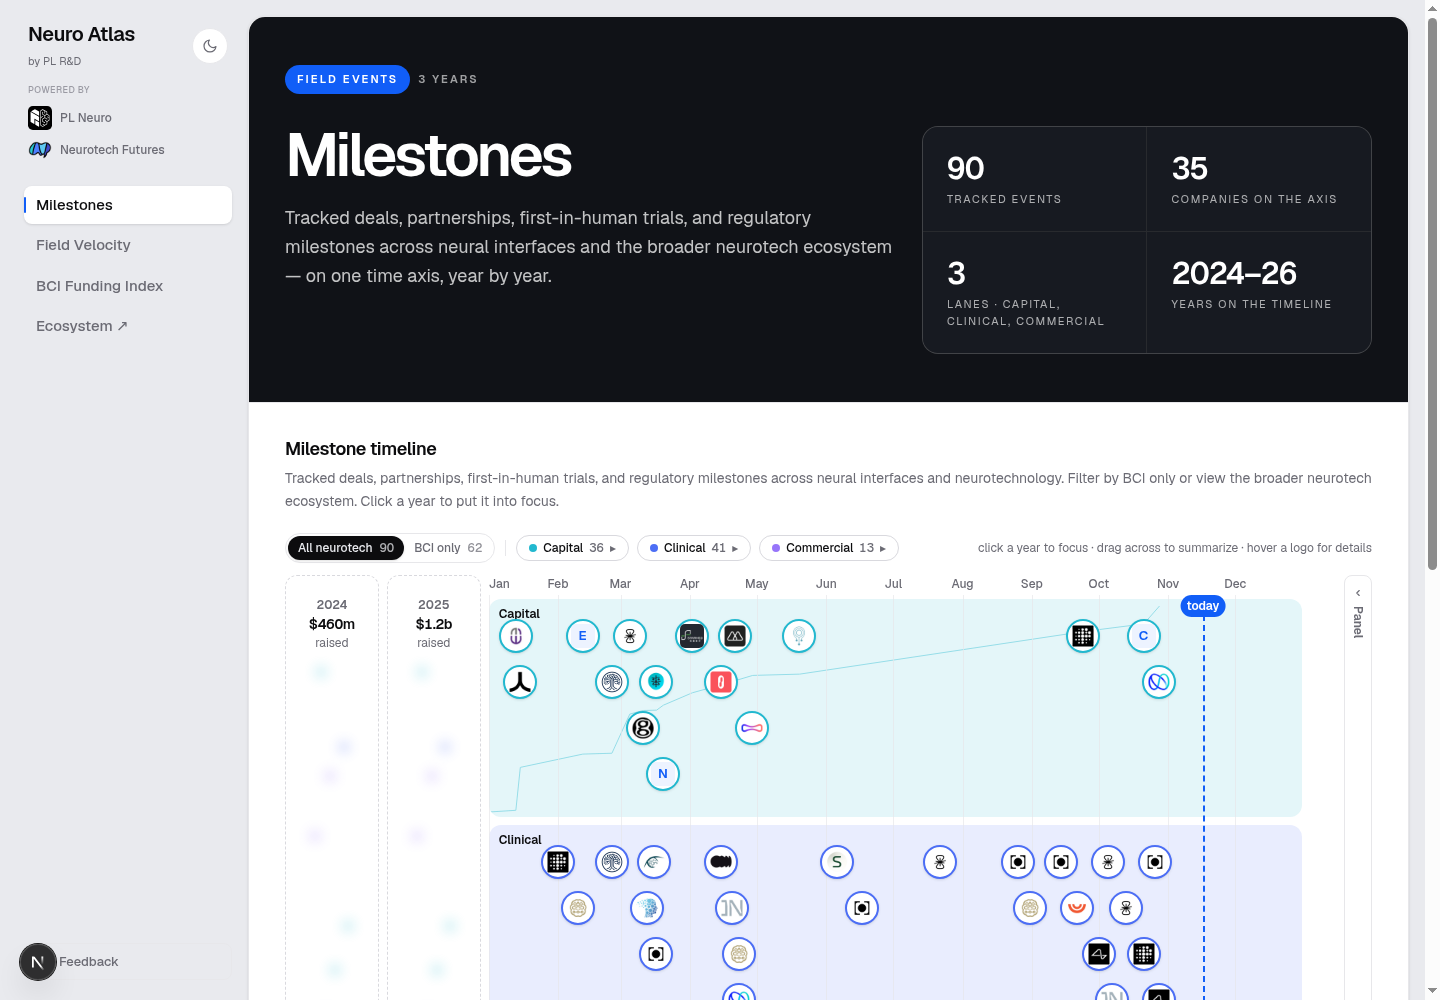 Neuro Atlas
by PL R&D
POWERED BY
PL Neuro
Neurotech Futures
Milestones
Field Velocity
BCI Funding Index
Ecosystem ↗
N Feedback
FIELD EVENTS 3 YEARS
Milestones
Tracked deals, partnerships, first-in-human trials, and regulatory
milestones across neural interfaces and the broader neurotech ecosystem
— on one time axis, year by year.
90
TRACKED EVENTS
35
COMPANIES ON THE AXIS
3
LANES · CAPITAL,
CLINICAL, COMMERCIAL
2024–26
YEARS ON THE TIMELINE
Milestone timeline
Tracked deals, partnerships, first-in-human trials, and regulatory milestones across neural interfaces and neurotechnology. Filter by BCI only or view the broader neurotech
ecosystem. Click a year to put it into focus.
All neurotech 90 BCI only 62 Capital 36 ▸ Clinical 41 ▸ Commercial 13 ▸ click a year to focus · drag across to summarize · hover a logo for details
2024
$460m
raised
2025
$1.2b
raised
Jan Feb Mar Apr May Jun Jul Aug Sep Oct Nov Dec
today
Capital
E
C
N
Clinical
S
IN
IN
‹ Panel